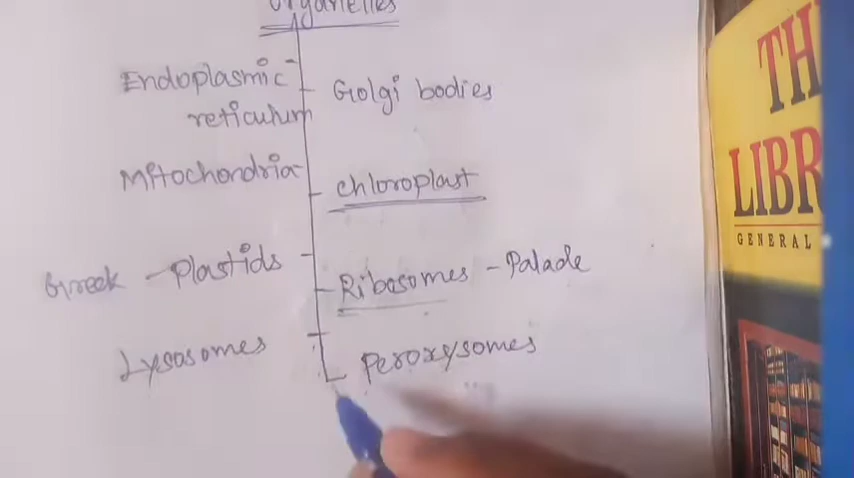 Organelles
Endoplasmic
reticulum
Golgi bodies
Mitochondria
chloroplast
Greek - Plastids
Ribosomes - Palade
Lysosomes
Peroxysomes
TH
LIBR
GENERAL